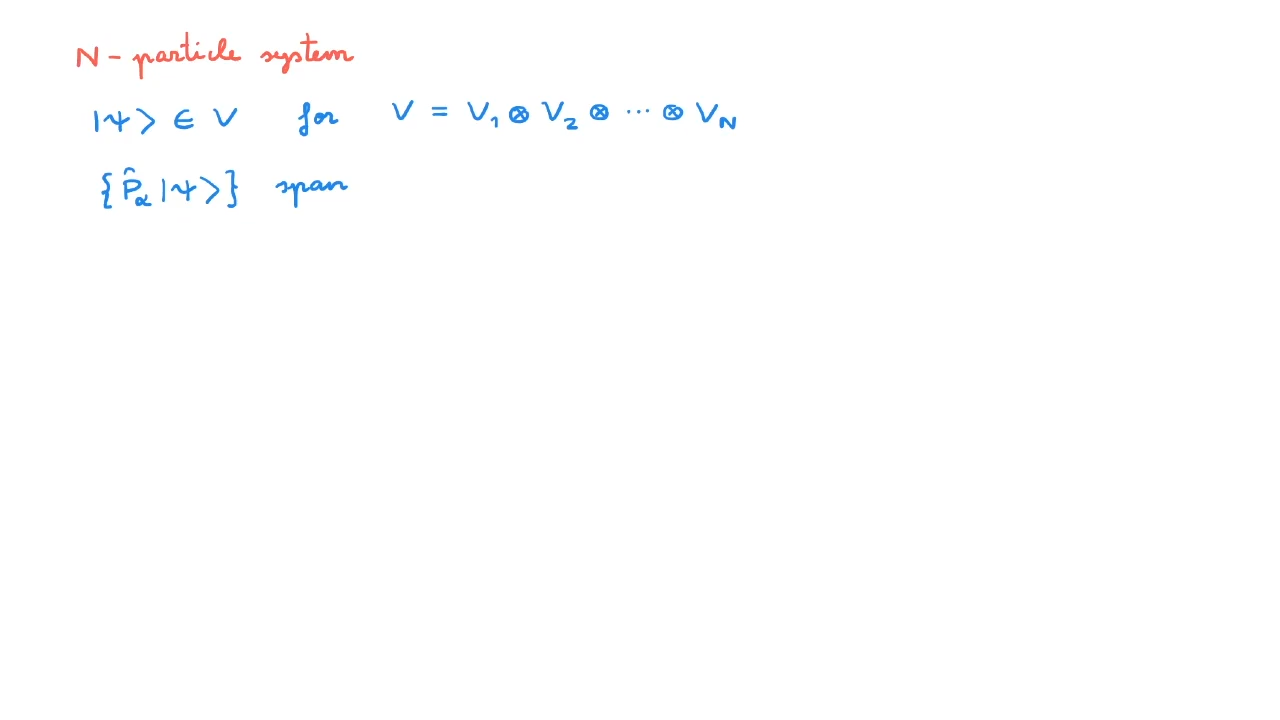 N - particle system
|ψ⟩ ∈ V for V = V₁ ⊗ V₂ ⊗ ⋯ ⊗ V_N
{P̂_α |ψ⟩} span